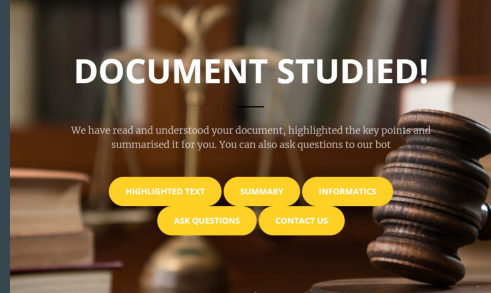 DOCUMENT STUDIED!
We have read and understood your document, highlighted the key points and
summarised it for you. You can also ask questions to our bot
HIGHLIGHTED TEXT
SUMMARY
INFORMATICS
ASK QUESTIONS
CONTACT US